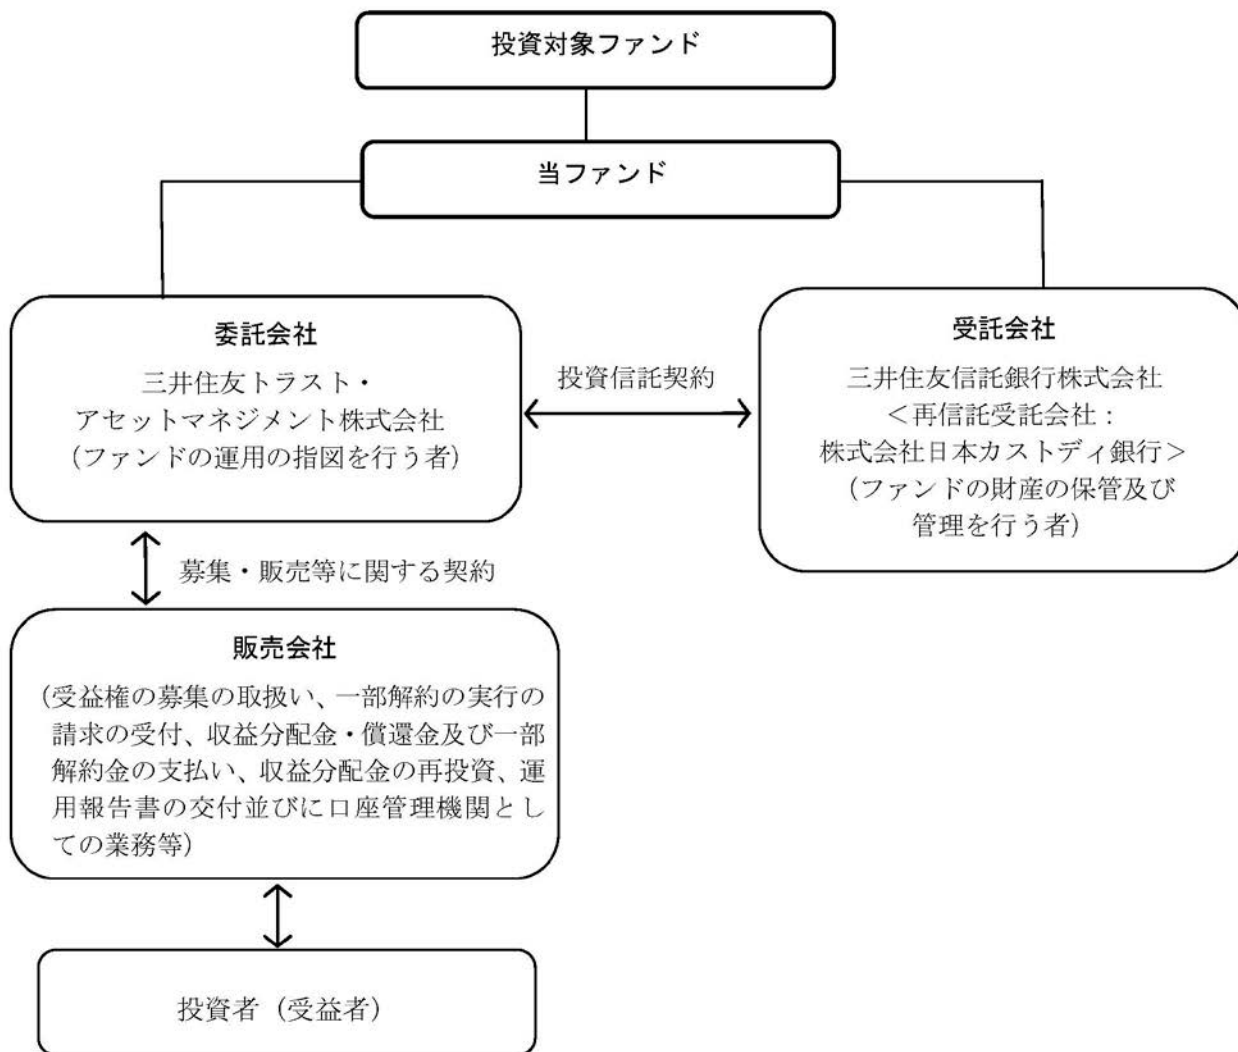 投資対象ファンド
当ファンド
委託会社
三井住友トラスト・
アセットマネジメント株式会社
(ファンドの運用の指図を行う者)
投資信託契約
受託会社
三井住友信託銀行株式会社
<再信託受託会社:
株式会社日本カストディ銀行>
(ファンドの財産の保管及び
管理を行う者)
募集・販売等に関する契約
販売会社
(受益権の募集の取扱い、一部解約の実行の
請求の受付、収益分配金・償還金及び一部
解約金の支払い、収益分配金の再投資、運
用報告書の交付並びに口座管理機関とし
ての業務等)
投資者(受益者)